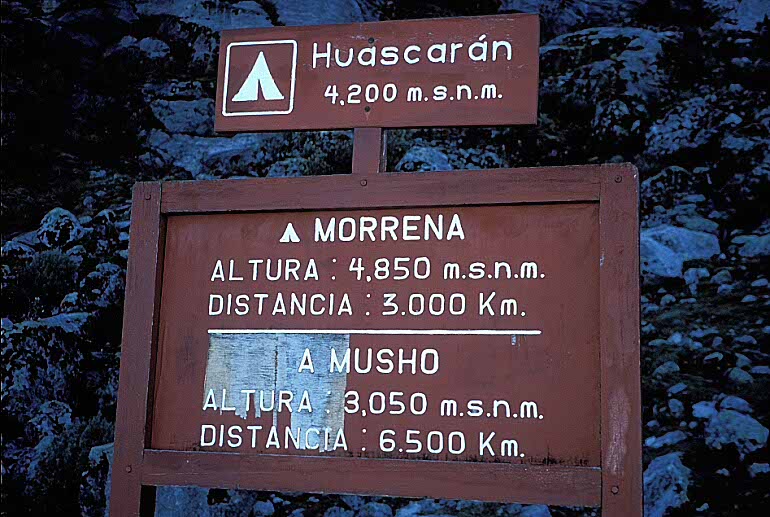 Huascarán
4,200 m.s.n.m.
MORRENA
ALTURA : 4,850 m.s.n.m.
DISTANCIA : 3.000 Km.
A MUSHO
ALTURA : 3,050 m.s.n.m.
DISTANCIA : 6.500 Km.